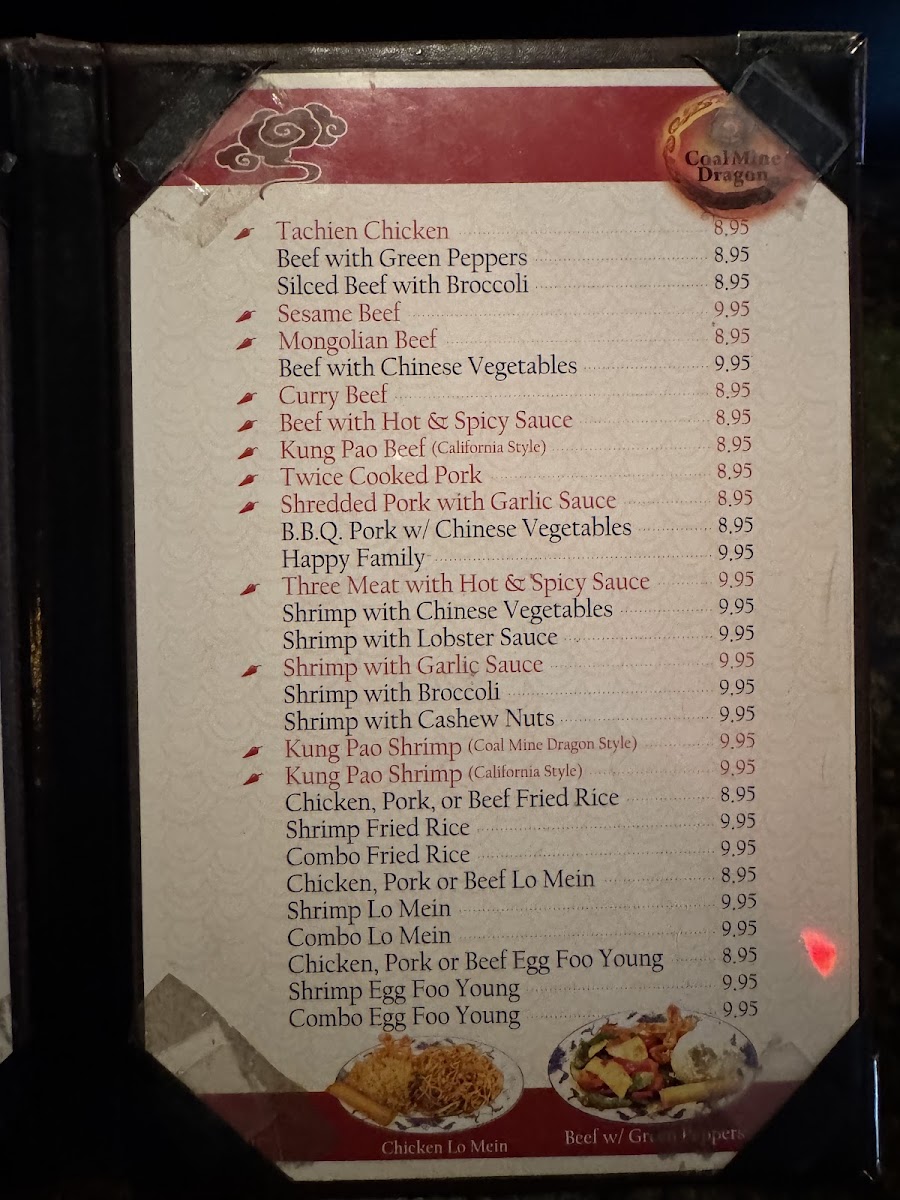 Coal Mine
Dragon
Tachien Chicken 8.95
Beef with Green Peppers 8.95
Silced Beef with Broccoli 8.95
Sesame Beef 9.95
Mongolian Beef 8.95
Beef with Chinese Vegetables 9.95
Curry Beef 8.95
Beef with Hot & Spicy Sauce 8.95
Kung Pao Beef (California Style) 8.95
Twice Cooked Pork 8.95
Shredded Pork with Garlic Sauce 8.95
B.B.Q. Pork w/ Chinese Vegetables 8.95
Happy Family 9.95
Three Meat with Hot & Spicy Sauce 9.95
Shrimp with Chinese Vegetables 9.95
Shrimp with Lobster Sauce 9.95
Shrimp with Garlic Sauce 9.95
Shrimp with Broccoli 9.95
Shrimp with Cashew Nuts 9.95
Kung Pao Shrimp (Coal Mine Dragon Style) 9.95
Kung Pao Shrimp (California Style) 9.95
Chicken, Pork, or Beef Fried Rice 8.95
Shrimp Fried Rice 9.95
Combo Fried Rice 9.95
Chicken, Pork or Beef Lo Mein 8.95
Shrimp Lo Mein 9.95
Combo Lo Mein 9.95
Chicken, Pork or Beef Egg Foo Young 8.95
Shrimp Egg Foo Young 9.95
Combo Egg Foo Young 9.95
Chicken Lo Mein
Beef w/ Green Peppers